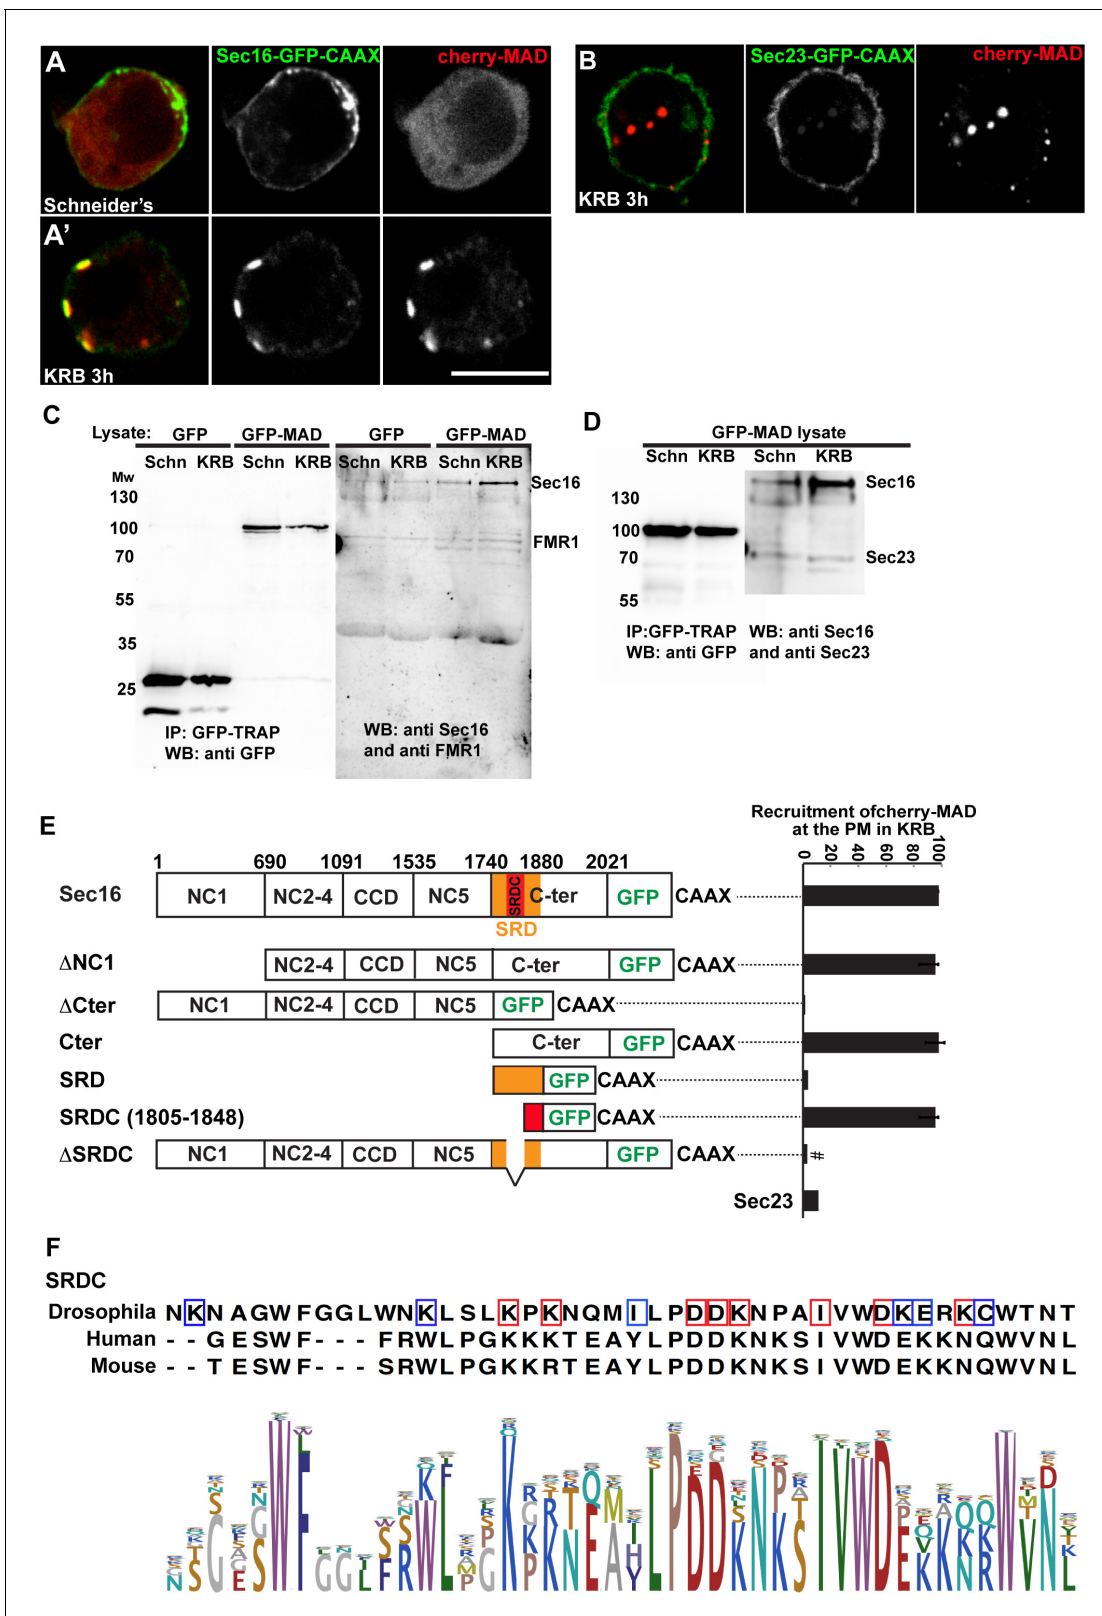 A
Sec16-GFP-CAAX
cherry-MAD
Schneider's
B
Sec23-GFP-CAAX
cherry-MAD
KRB 3h
A'
KRB 3h
C
Lysate: GFP GFP-MAD GFP GFP-MAD
Schn KRB Schn KRB Schn KRB Schn KRB
Mw
130
100
70
55
35
25
Sec16
FMR1
IP: GFP-TRAP
WB: anti GFP
WB: anti Sec16
and anti FMR1
D
GFP-MAD lysate
Schn KRB Schn KRB
130
100
70
55
Sec16
Sec23
IP:GFP-TRAP
WB: anti GFP
WB: anti Sec16
and anti Sec23
E
Recruitment ofcherry-MAD
at the PM in KRB
0 20 40 60 80 100
1 690 1091 1535 1740 1880 2021
Sec16 NC1 NC2-4 CCD NC5 SRDC C-ter GFP CAAX
SRD
ΔNC1 NC2-4 CCD NC5 C-ter GFP CAAX
ΔCter NC1 NC2-4 CCD NC5 GFP CAAX
Cter C-ter GFP CAAX
SRD GFP CAAX
SRDC (1805-1848) GFP CAAX
ΔSRDC NC1 NC2-4 CCD NC5 GFP CAAX #
Sec23
F
SRDC
Drosophila N K N A G W F G G L W N K L S L K P K N Q M I L P D D K N P A I V W D K E R K C W T N T
Human - - G E S W F - - - F R W L P G K K K T E A Y L P D D K N K S I V W D E K K N Q W V N L
Mouse - - T E S W F - - - S R W L P G K K R T E A Y L P D D K N K S I V W D E K K N Q W V N L